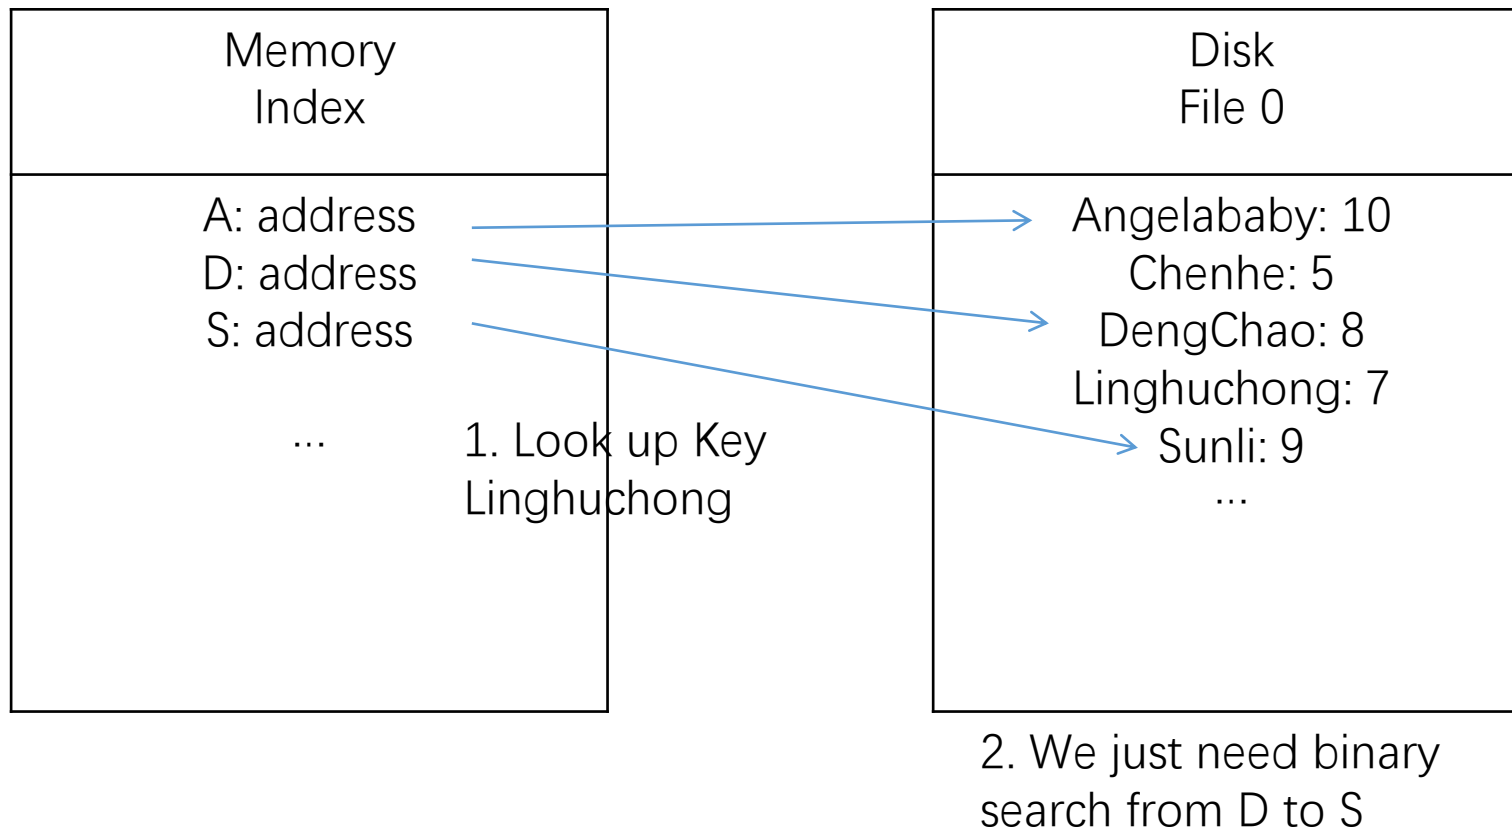 Memory
Index
A: address
D: address
S: address
...
1. Look up Key
Linghuchong
Disk
File 0
Angelababy: 10
Chenhe: 5
DengChao: 8
Linghuchong: 7
Sunli: 9
...
2. We just need binary
search from D to S